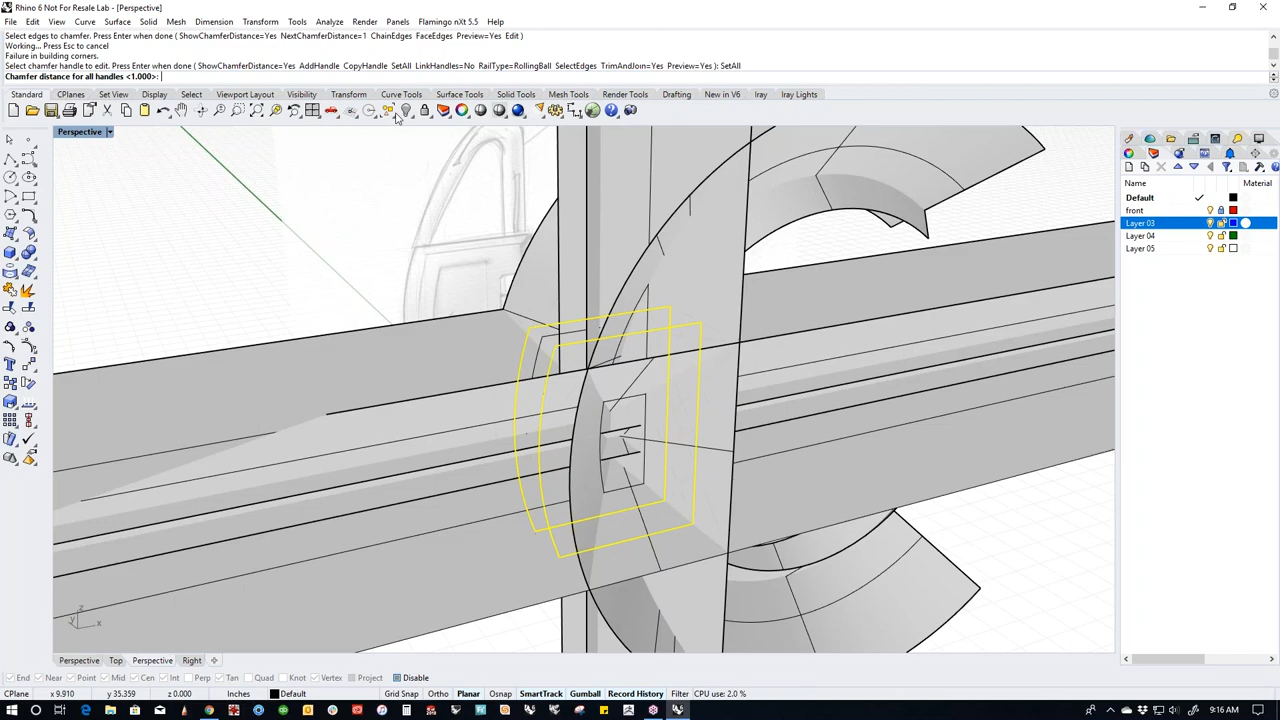 Rhino 6 Not For Resale Lab - [Perspective]
File Edit View Curve Surface Solid Mesh Dimension Transform Tools Analyze Render Panels Flamingo nXt 5.5 Help
Select edges to chamfer. Press Enter when done ( ShowChamferDistance=Yes NextChamferDistance=1 ChainEdges FaceEdges Preview=Yes Edit )
Working... Press Esc to cancel
Failure in building corners.
Select chamfer handle to edit. Press Enter when done ( ShowChamferDistance=Yes AddHandle CopyHandle SetAll LinkHandles=No RailType=RollingBall SelectEdges TrimAndJoin=Yes Preview=Yes ): SetAll
Chamfer distance for all handles <1.000>:
Standard CPlanes Set View Display Select Viewport Layout Visibility Transform Curve Tools Surface Tools Solid Tools Mesh Tools Render Tools Drafting New in V6 Iray Iray Lights
Perspective
Name Material
Default
front
Layer 03
Layer 04
Layer 05
z
y
x
Perspective Top Perspective Right
End Near Point Mid Cen Int Perp Tan Quad Knot Vertex Project Disable
CPlane x 9.910 y 35.359 z 0.000 Inches Default Grid Snap Ortho Planar Osnap SmartTrack Gumball Record History Filter CPU use: 2.0 %
9:16 AM